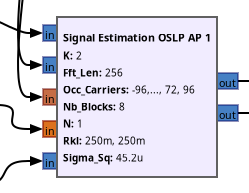 Signal Estimation OSLP AP 1
in
K: 2
in
Fft_Len: 256
out
Occ_Carriers: -96,..., 72, 96
in
Nb_Blocks: 8
out
N: 1
in
Rkl: 250m, 250m
Sigma_Sq: 45.2u
in